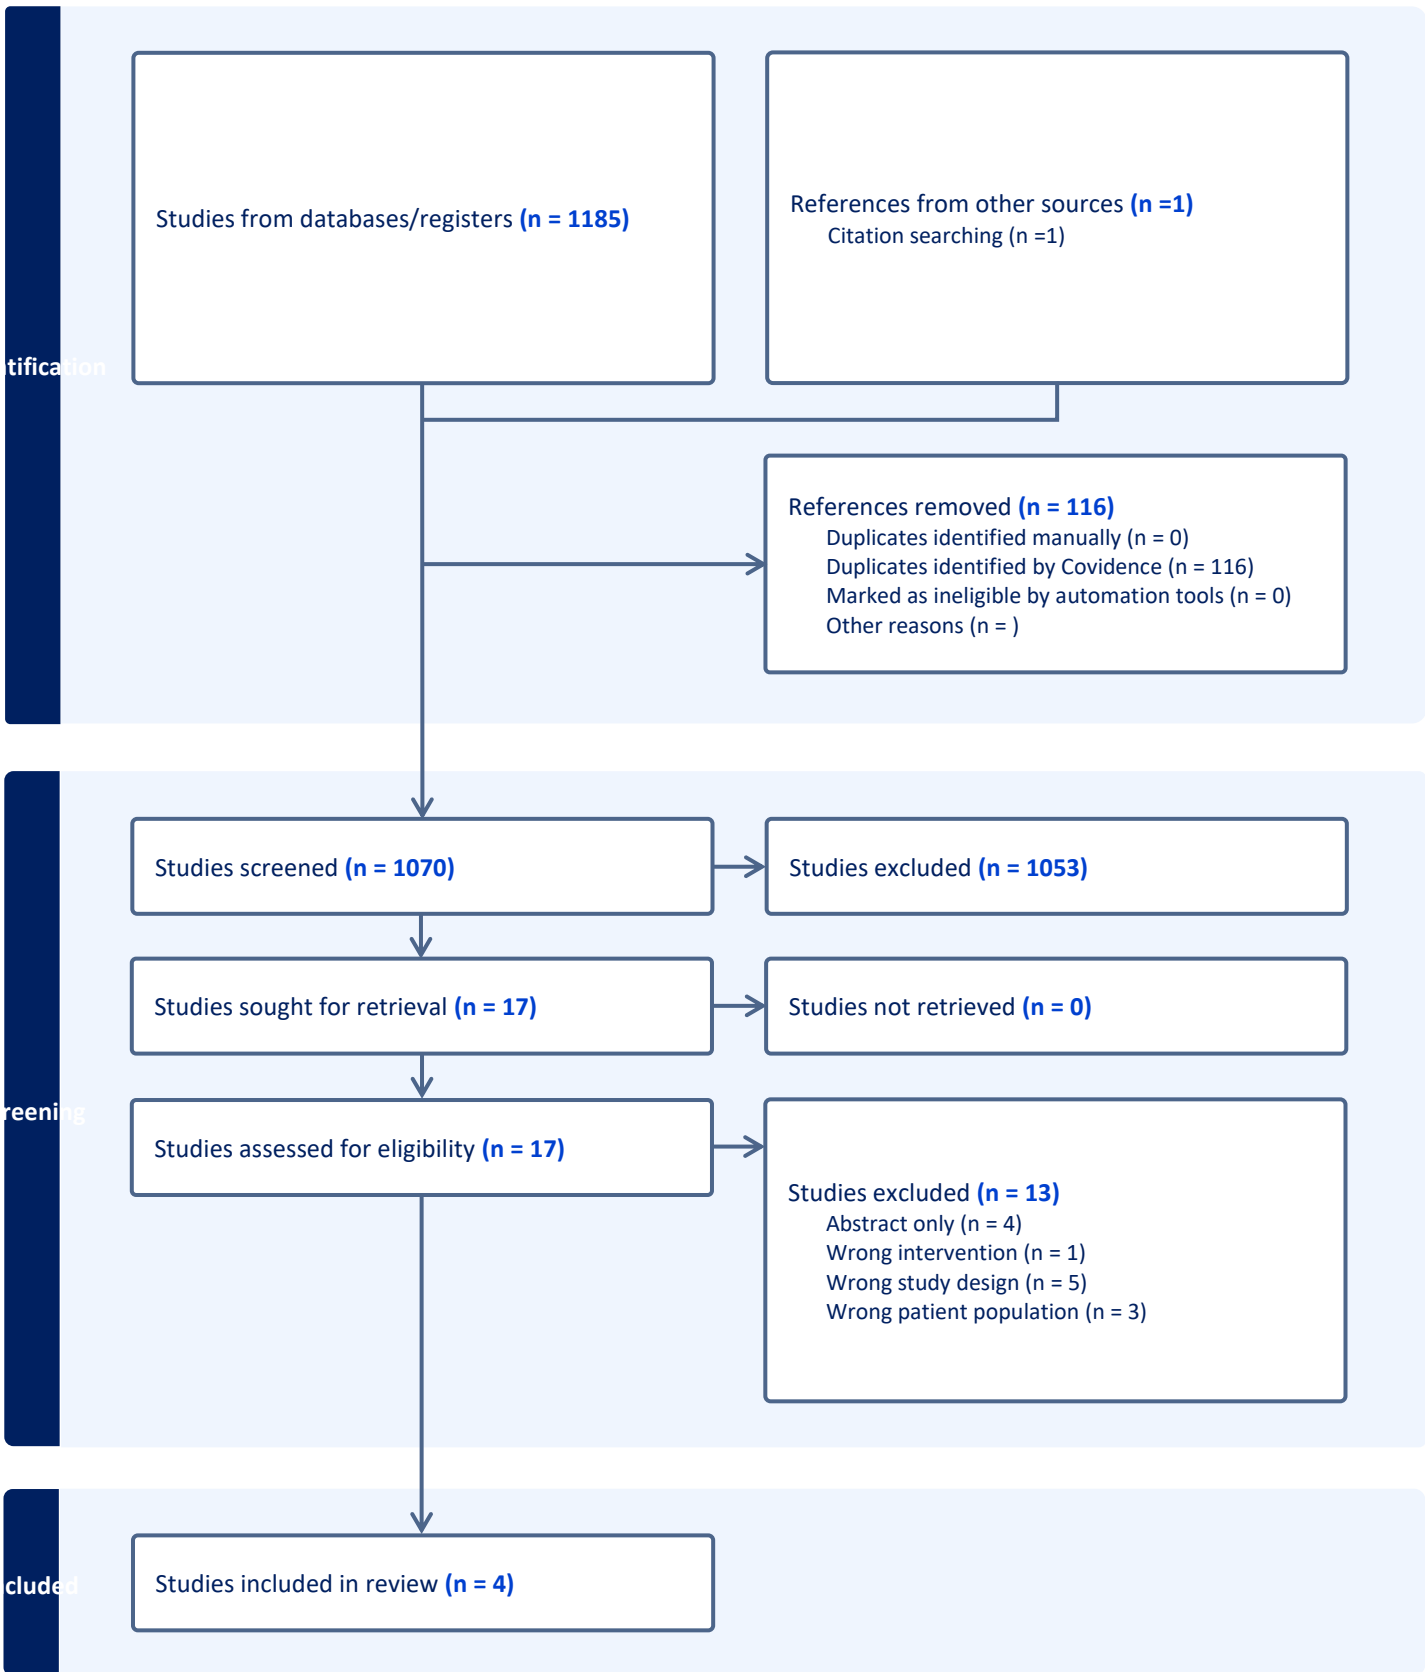 Studies from databases/registers (n = 1185)
References from other sources (n =1)
Citation searching (n =1)
tification
References removed (n = 116)
Duplicates identified manually (n = 0)
Duplicates identified by Covidence (n = 116)
Marked as ineligible by automation tools (n = 0)
Other reasons (n = )
Studies screened (n = 1070)
Studies excluded (n = 1053)
Studies sought for retrieval (n = 17)
Studies not retrieved (n = 0)
reening
Studies assessed for eligibility (n = 17)
Studies excluded (n = 13)
Abstract only (n = 4)
Wrong intervention (n = 1)
Wrong study design (n = 5)
Wrong patient population (n = 3)
cluded
Studies included in review (n = 4)